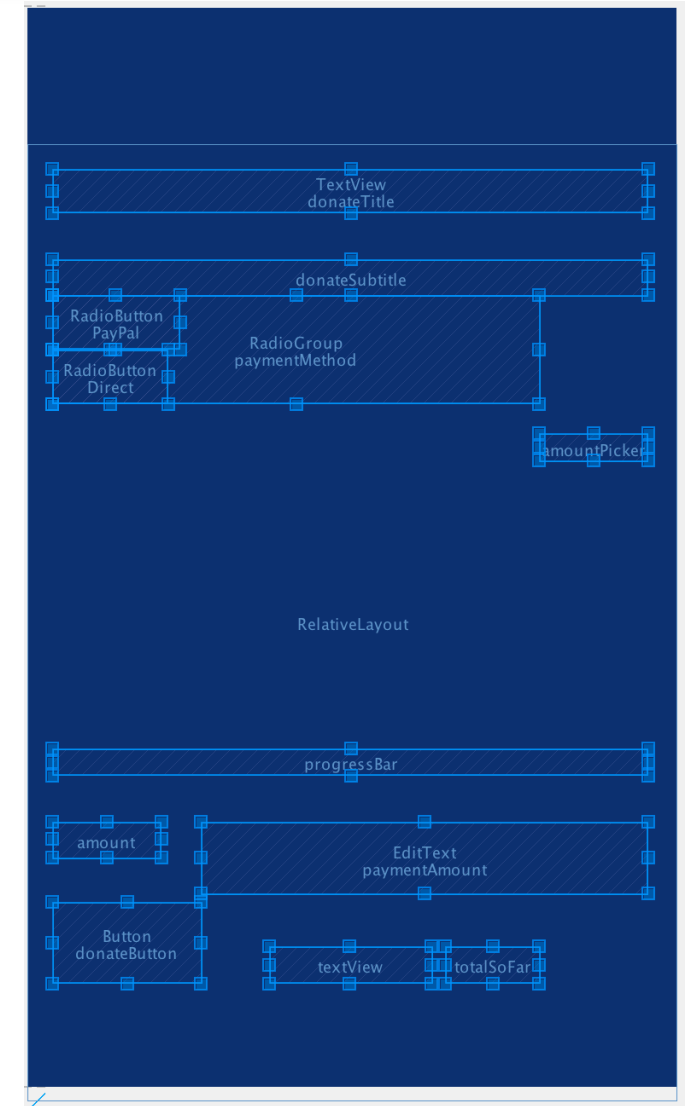 TextView
donateTitle
donateSubtitle
RadioButton
PayPal
RadioGroup
paymentMethod
RadioButton
Direct
amountPicker
RelativeLayout
progressBar
amount
EditText
paymentAmount
Button
donateButton
textView
totalSoFar